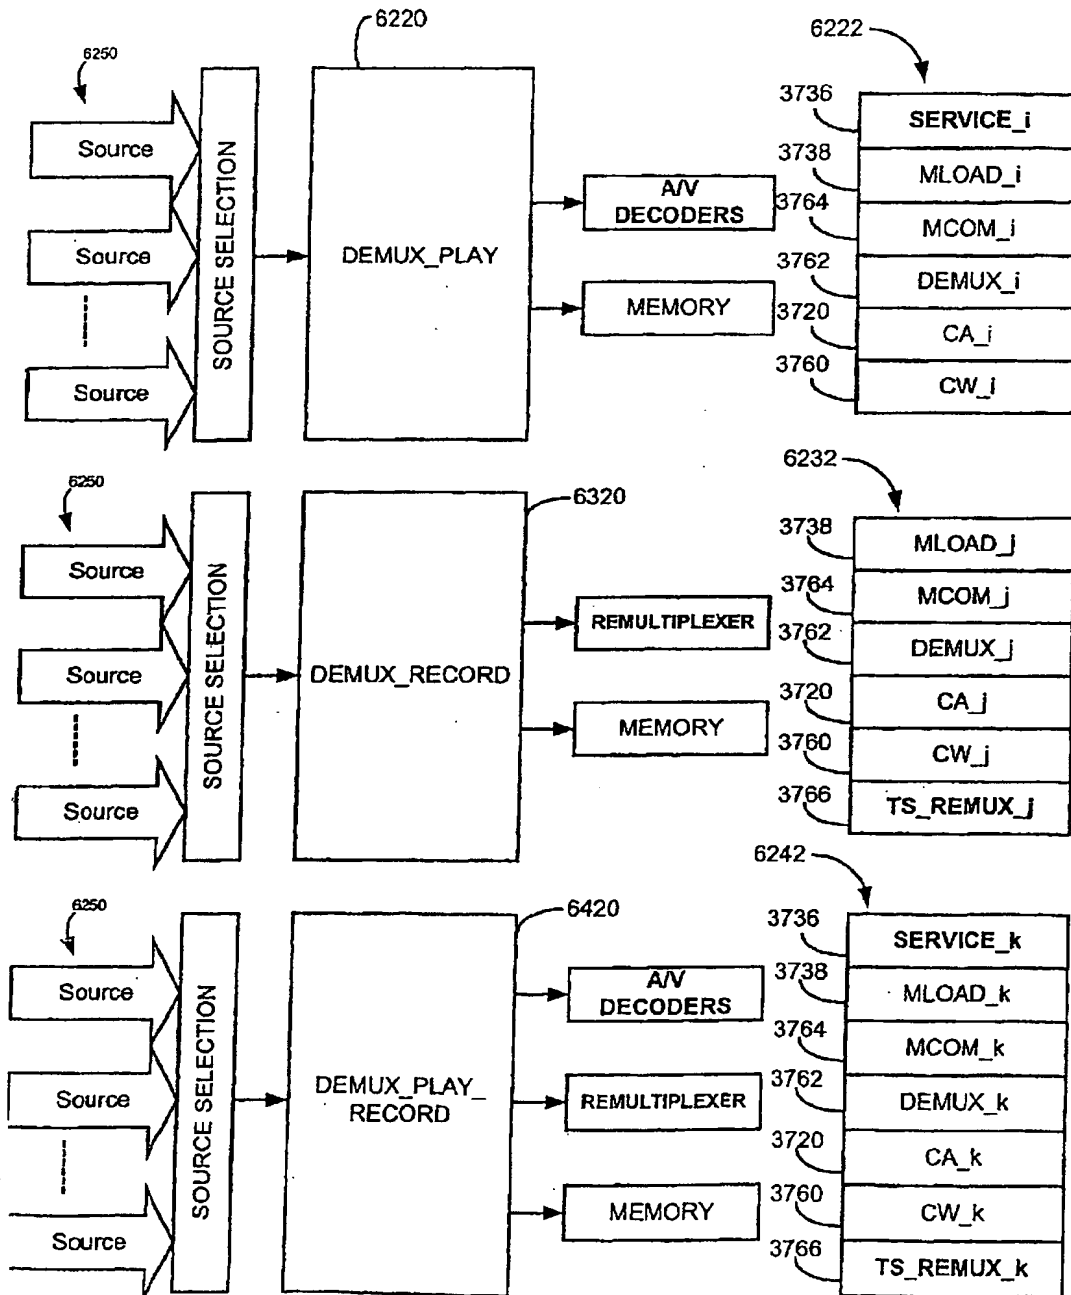 6220
6250
Source
Source
Source
SOURCE SELECTION
DEMUX_PLAY
A/V
DECODERS
MEMORY
6222
3736
SERVICE_i
3738
MLOAD_i
3764
MCOM_i
3762
DEMUX_i
3720
CA_i
3760
CW_i
6250
Source
Source
Source
SOURCE SELECTION
6320
DEMUX_RECORD
REMULTIPLEXER
MEMORY
6232
3738
MLOAD_j
3764
MCOM_j
3762
DEMUX_j
3720
CA_j
3760
CW_j
3766
TS_REMUX_j
6250
Source
Source
Source
SOURCE SELECTION
6420
DEMUX_PLAY_
RECORD
A/V
DECODERS
REMULTIPLEXER
MEMORY
6242
3736
SERVICE_k
3738
MLOAD_k
3764
MCOM_k
3762
DEMUX_k
3720
CA_k
3760
CW_k
3766
TS_REMUX_k